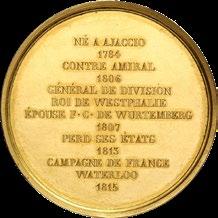 NÉ A AJACCIO
1784
CONTRE AMIRAL
1806
GÉNÉRAL DE DIVISION
ROI DE WESTPHALIE
ÉPOUSE F·C·DE WURTEMBERG
1807
PERD SES ÉTATS
1813
CAMPAGNE DE FRANCE
WATERLOO
1815